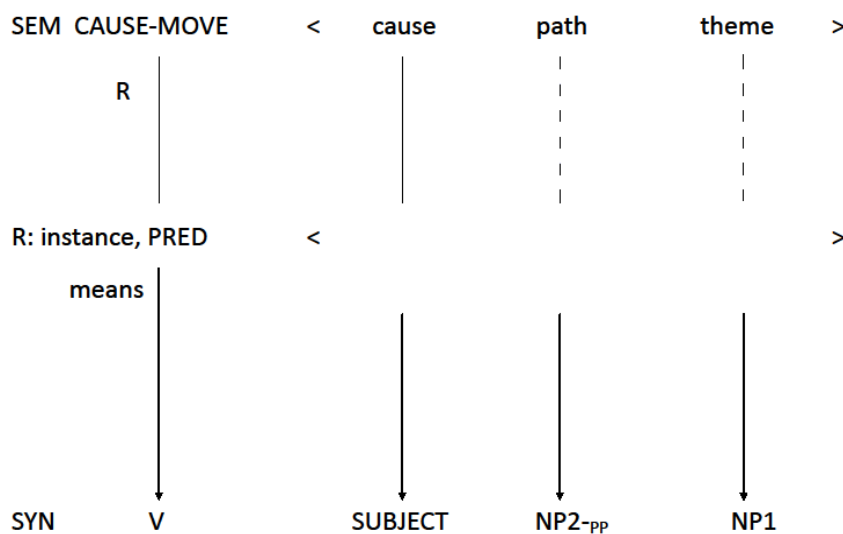 SEM CAUSE-MOVE < cause path theme >
R
R: instance, PRED < >
means
SYN V SUBJECT NP2-PP NP1